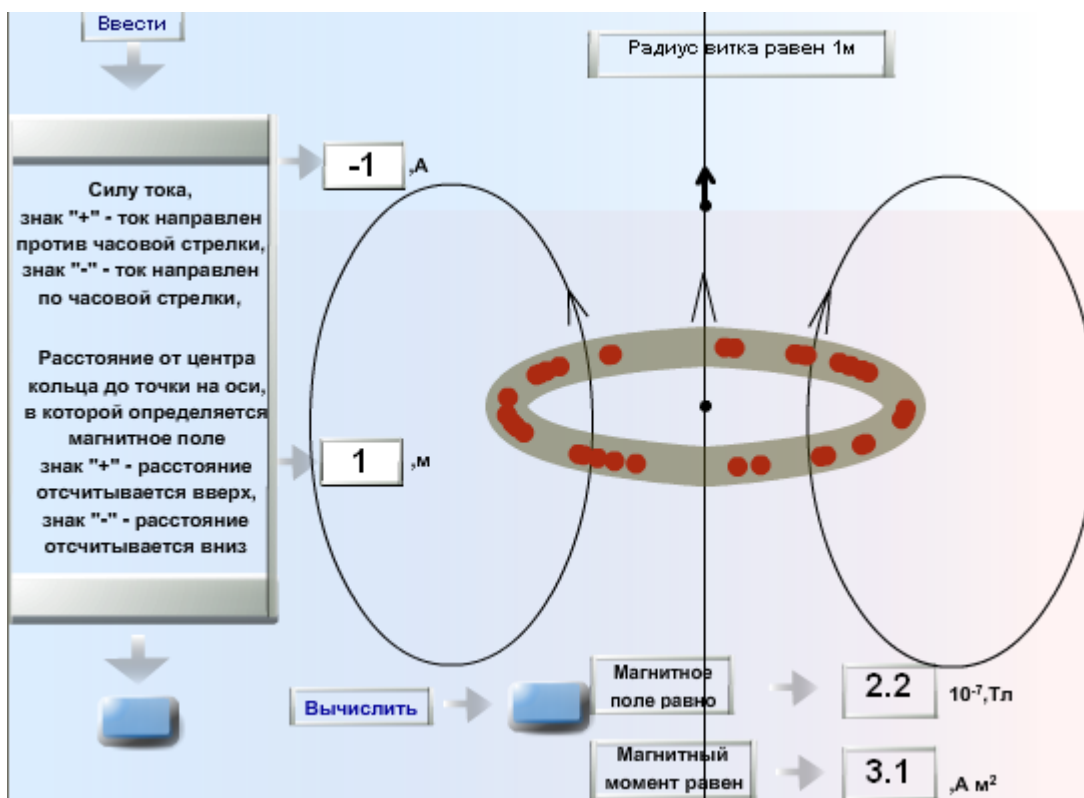 Ввести
Радиус витка равен 1м
-1 ,А
Силу тока,
знак "+" - ток направлен
против часовой стрелки,
знак "-" - ток направлен
по часовой стрелки,
Расстояние от центра
кольца до точки на оси,
в которой определяется
магнитное поле
знак "+" - расстояние
отсчитывается вверх,
знак "-" - расстояние
отсчитывается вниз
1 ,м
Вычислить
Магнитное
поле равно
2.2 10⁻⁷,Тл
Магнитный
момент равен
3.1 ,А м²